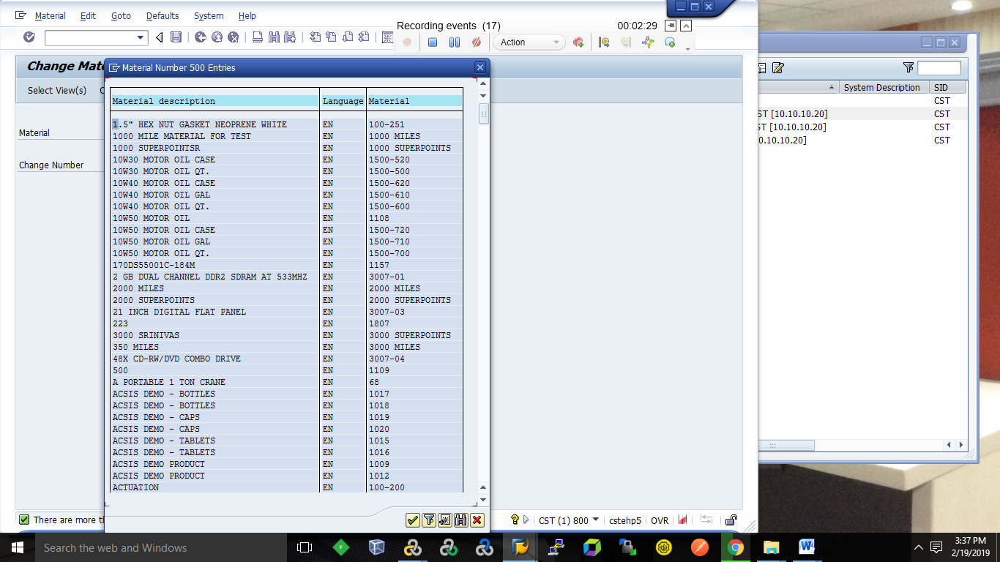 Material Edit Goto Defaults System Help
Recording events (17) 00:02:29
Action
Change Mat
Select View(s)
Material
Change Number
Material Number 500 Entries
Material description Language Material
1.5" HEX NUT GASKET NEOPRENE WHITE EN 100-251
1000 MILE MATERIAL FOR TEST EN 1000 MILES
1000 SUPERPOINTSR EN 1000 SUPERPOINTS
10W30 MOTOR OIL CASE EN 1500-520
10W30 MOTOR OIL QT. EN 1500-500
10W40 MOTOR OIL CASE EN 1500-620
10W40 MOTOR OIL GAL EN 1500-610
10W40 MOTOR OIL QT. EN 1500-600
10W50 MOTOR OIL EN 1108
10W50 MOTOR OIL CASE EN 1500-720
10W50 MOTOR OIL GAL EN 1500-710
10W50 MOTOR OIL QT. EN 1500-700
170DS55001C-184M EN 1157
2 GB DUAL CHANNEL DDR2 SDRAM AT 533MHZ EN 3007-01
2000 MILES EN 2000 MILES
2000 SUPERPOINTS EN 2000 SUPERPOINTS
21 INCH DIGITAL FLAT PANEL EN 3007-03
223 EN 1807
3000 SRINIVAS EN 3000 SUPERPOINTS
350 MILES EN 3000 MILES
48X CD-RW/DVD COMBO DRIVE EN 3007-04
500 EN 1109
A PORTABLE 1 TON CRANE EN 68
ACSIS DEMO - BOTTLES EN 1017
ACSIS DEMO - BOTTLES EN 1018
ACSIS DEMO - CAPS EN 1019
ACSIS DEMO - CAPS EN 1020
ACSIS DEMO - TABLETS EN 1015
ACSIS DEMO - TABLETS EN 1016
ACSIS DEMO PRODUCT EN 1009
ACSIS DEMO PRODUCT EN 1012
ACTUATION EN 100-200
System Description SID
CST
ST [10.10.10.20] CST
ST [10.10.10.20] CST
0.10.10.20] CST
There are more t
CST (1) 800 cstehp5 OVR
Search the web and Windows
3:37 PM
2/19/2019